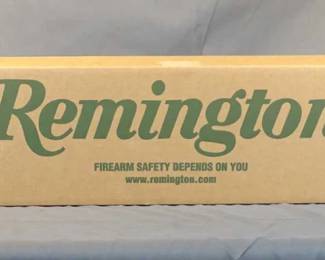 Remington
FIREARM SAFETY DEPENDS ON YOU
www.remington.com